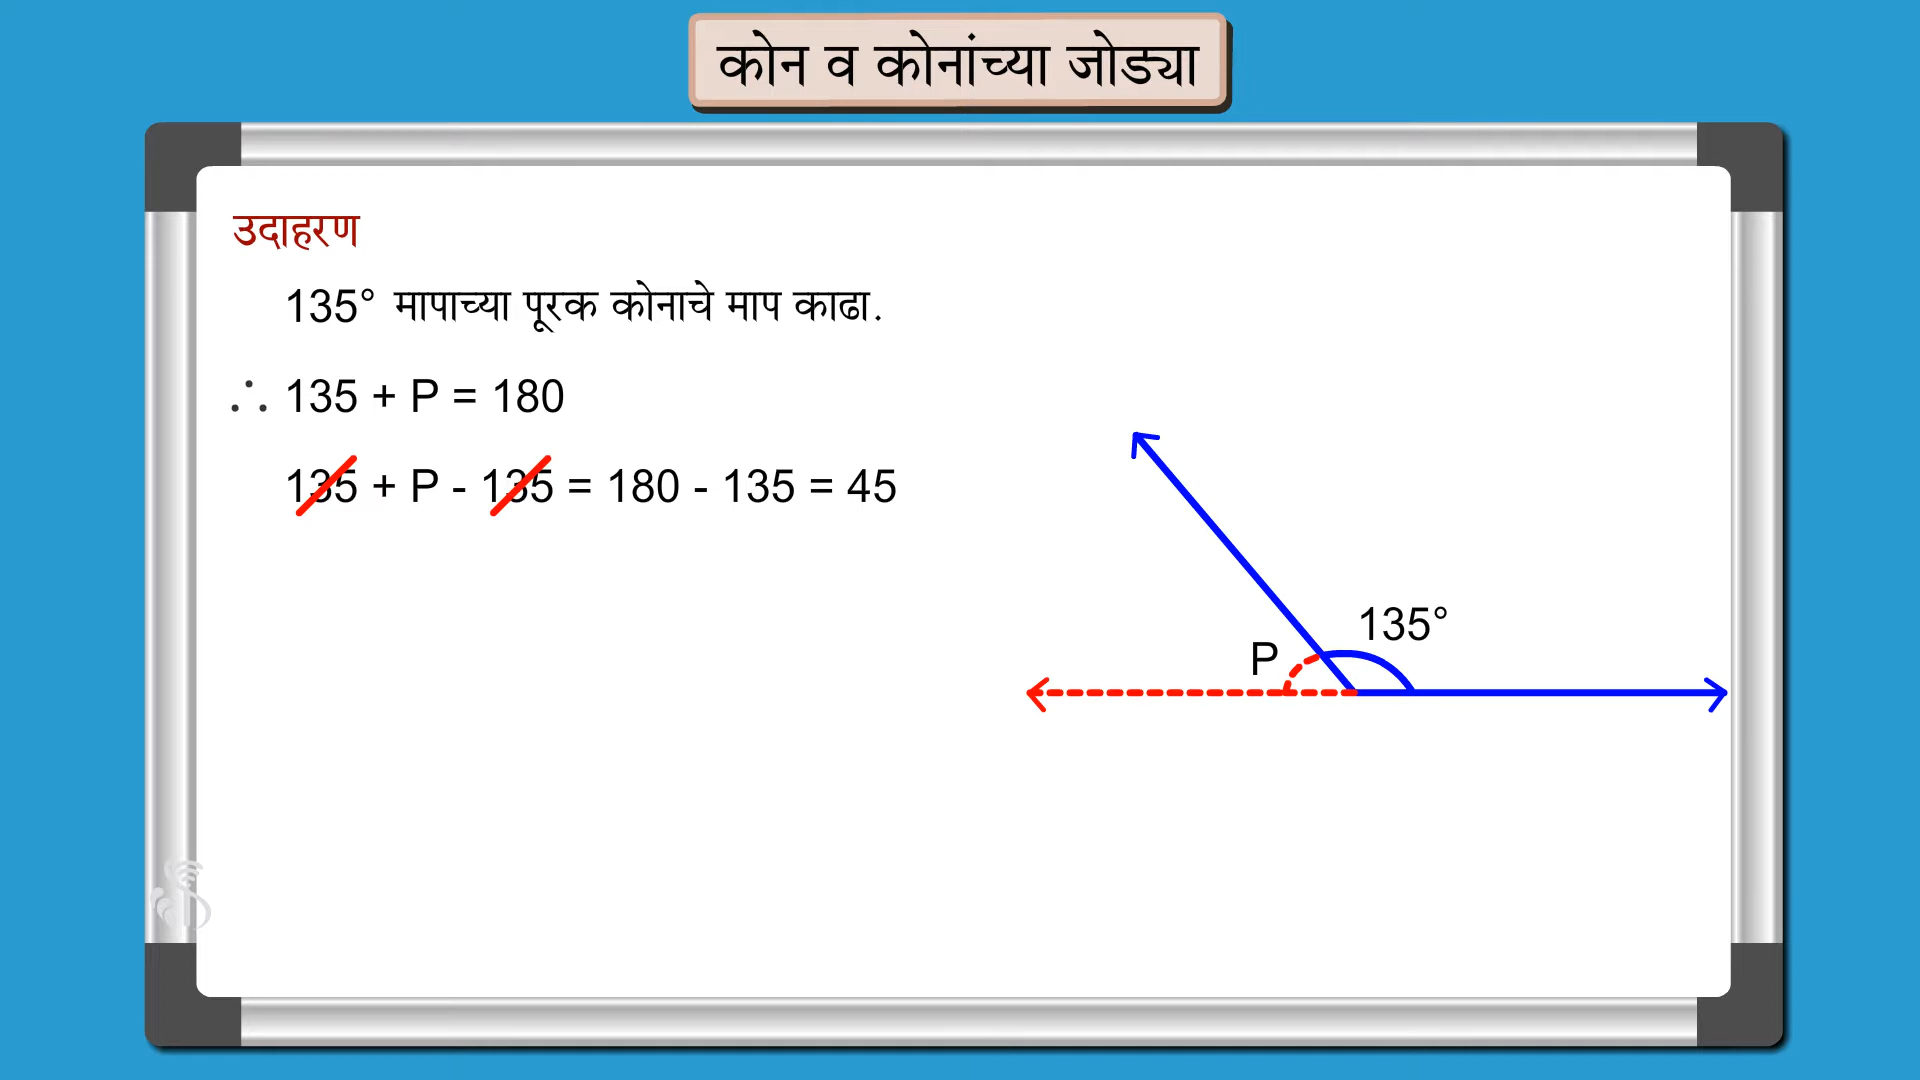 कोन व कोनांच्या जोड्या
उदाहरण
135° मापाच्या पूरक कोनाचे माप काढा.
∴ 135 + P = 180
135 + P - 135 = 180 - 135 = 45
135°
P